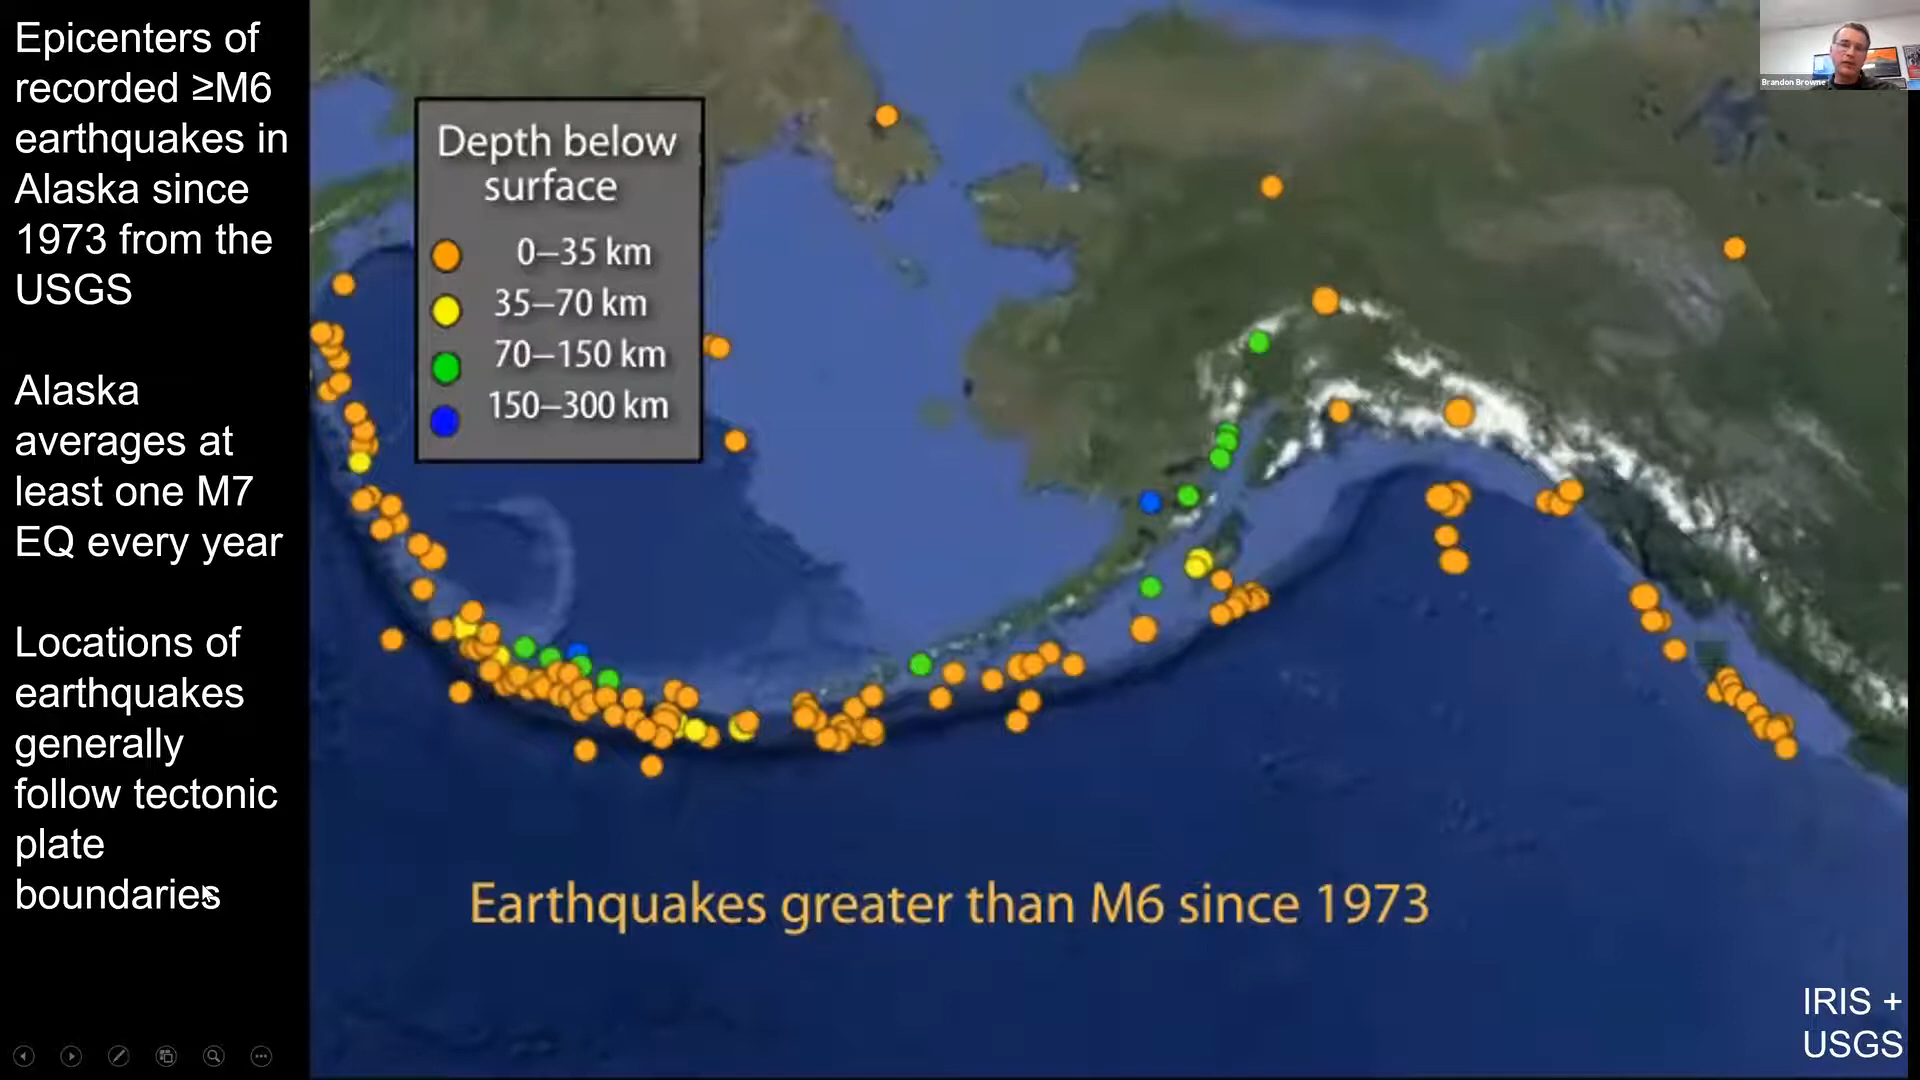 Epicenters of
recorded ≥M6
earthquakes in
Alaska since
1973 from the
USGS
Alaska
averages at
least one M7
EQ every year
Locations of
earthquakes
generally
follow tectonic
plate
boundaries
Depth below
surface
0–35 km
35–70 km
70–150 km
150–300 km
Earthquakes greater than M6 since 1973
Brandon Browne
IRIS +
USGS